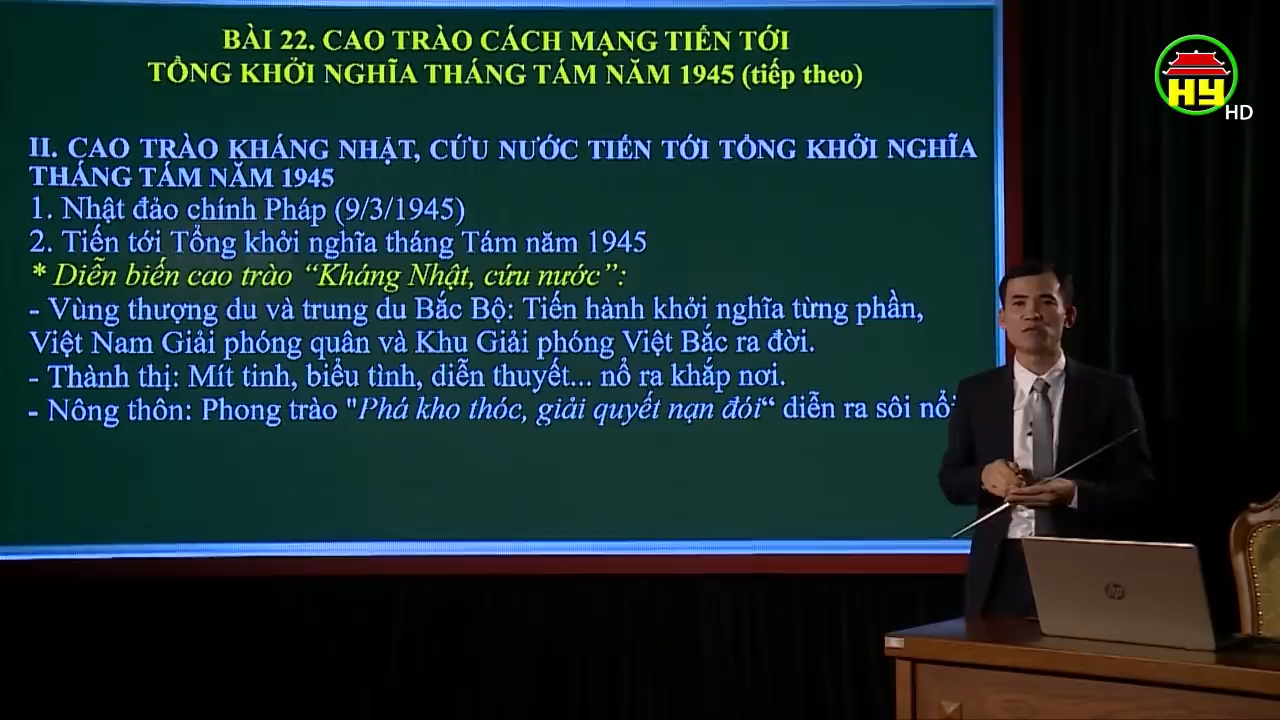 BÀI 22. CAO TRÀO CÁCH MẠNG TIẾN TỚI
TỔNG KHỞI NGHĨA THÁNG TÁM NĂM 1945 (tiếp theo)
HY
HD
II. CAO TRÀO KHÁNG NHẬT, CỨU NƯỚC TIẾN TỚI TỔNG KHỞI NGHĨA
THÁNG TÁM NĂM 1945
1. Nhật đảo chính Pháp (9/3/1945)
2. Tiến tới Tổng khởi nghĩa tháng Tám năm 1945
* Diễn biến cao trào “Kháng Nhật, cứu nước”:
- Vùng thượng du và trung du Bắc Bộ: Tiến hành khởi nghĩa từng phần,
Việt Nam Giải phóng quân và Khu Giải phóng Việt Bắc ra đời.
- Thành thị: Mít tinh, biểu tình, diễn thuyết... nổ ra khắp nơi.
- Nông thôn: Phong trào "Phá kho thóc, giải quyết nạn đói“ diễn ra sôi
hp